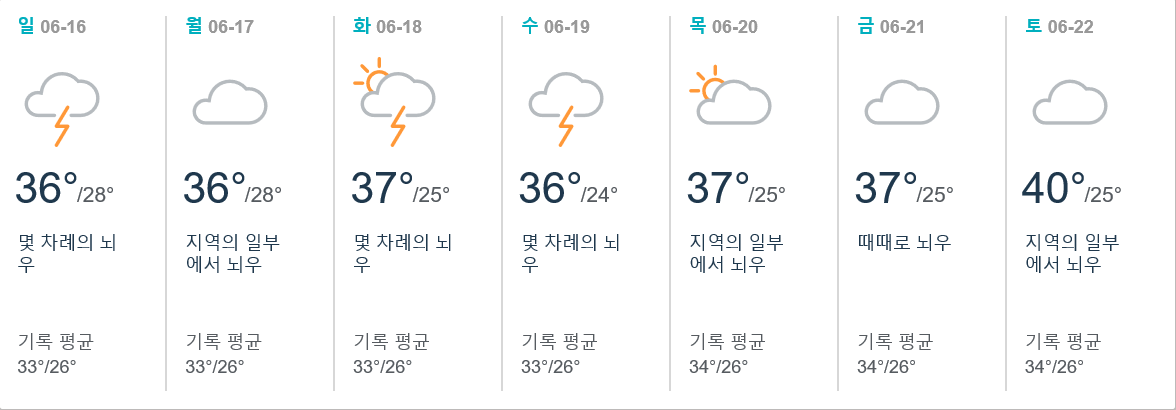 일 06-16
36°/28°
몇 차례의 뇌
우
기록 평균
33°/26°
월 06-17
36°/28°
지역의 일부
에서 뇌우
기록 평균
33°/26°
화 06-18
37°/25°
몇 차례의 뇌
우
기록 평균
33°/26°
수 06-19
36°/24°
몇 차례의 뇌
우
기록 평균
33°/26°
목 06-20
37°/25°
지역의 일부
에서 뇌우
기록 평균
34°/26°
금 06-21
37°/25°
때때로 뇌우
기록 평균
34°/26°
토 06-22
40°/25°
지역의 일부
에서 뇌우
기록 평균
34°/26°